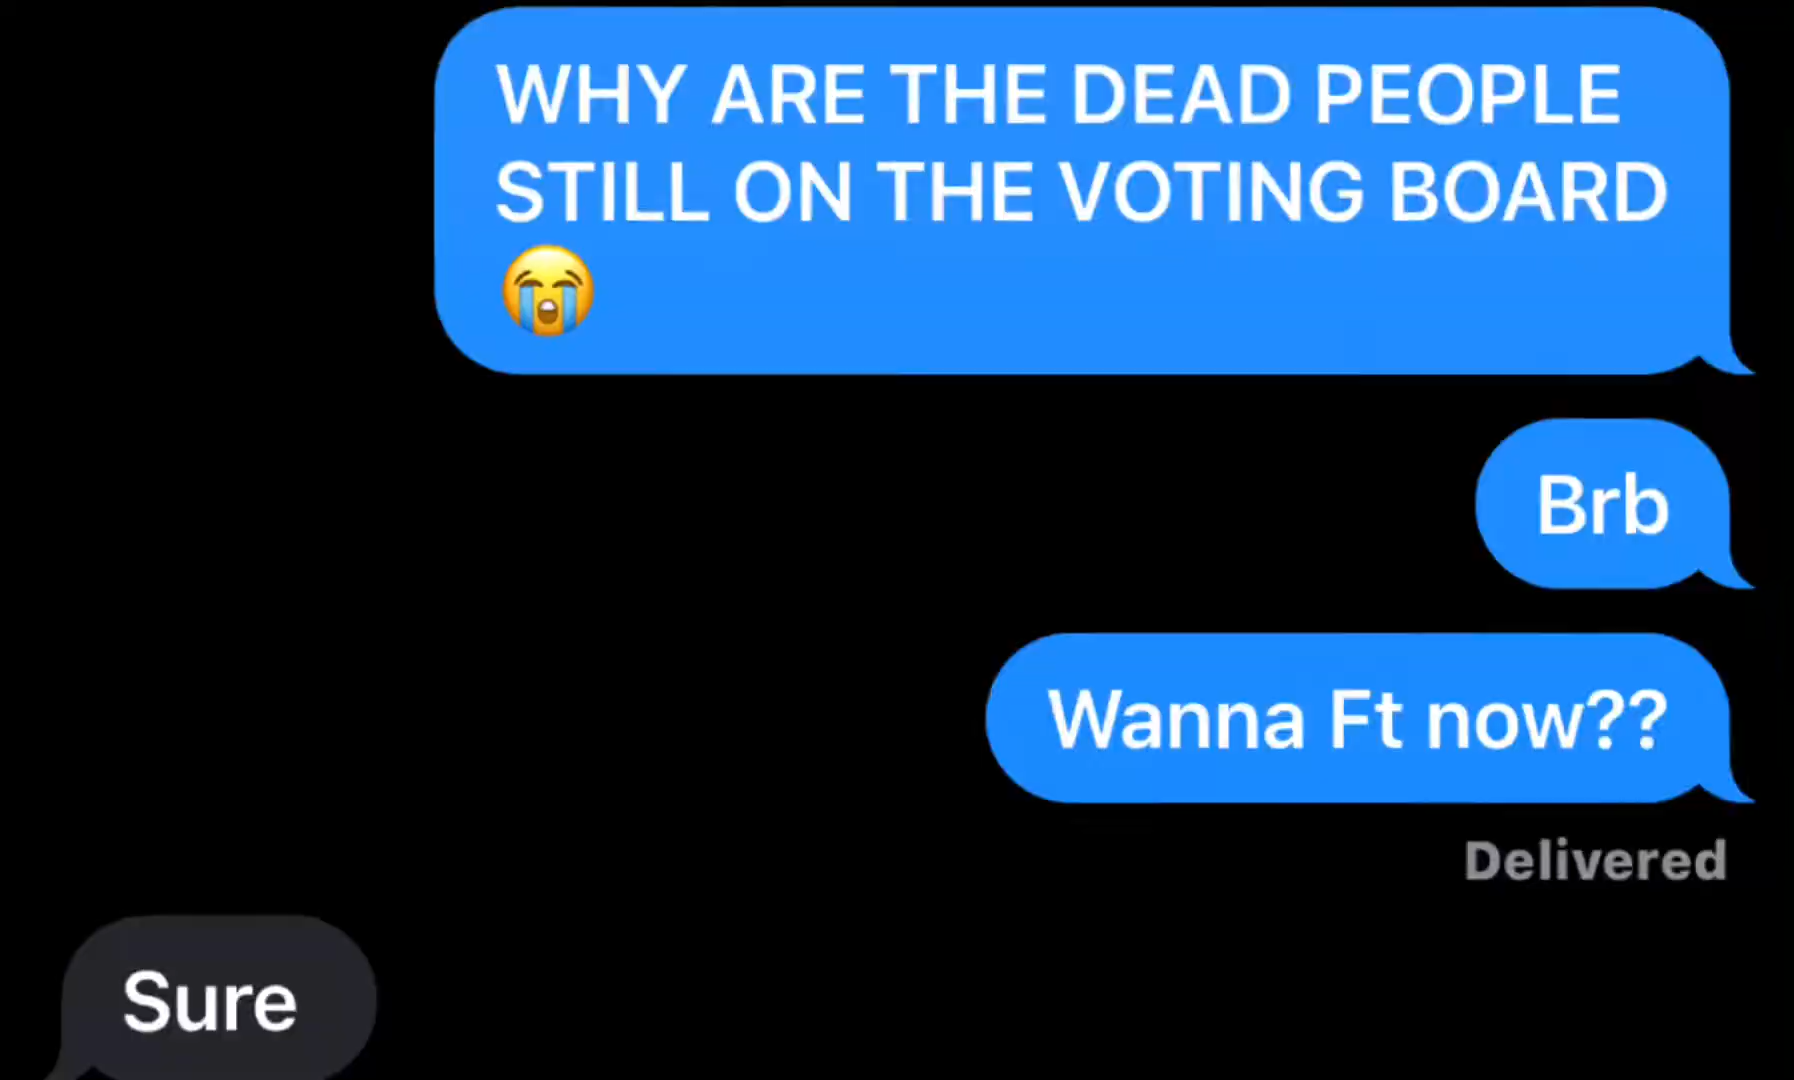 WHY ARE THE DEAD PEOPLE
STILL ON THE VOTING BOARD
😭
Brb
Wanna Ft now??
Delivered
Sure